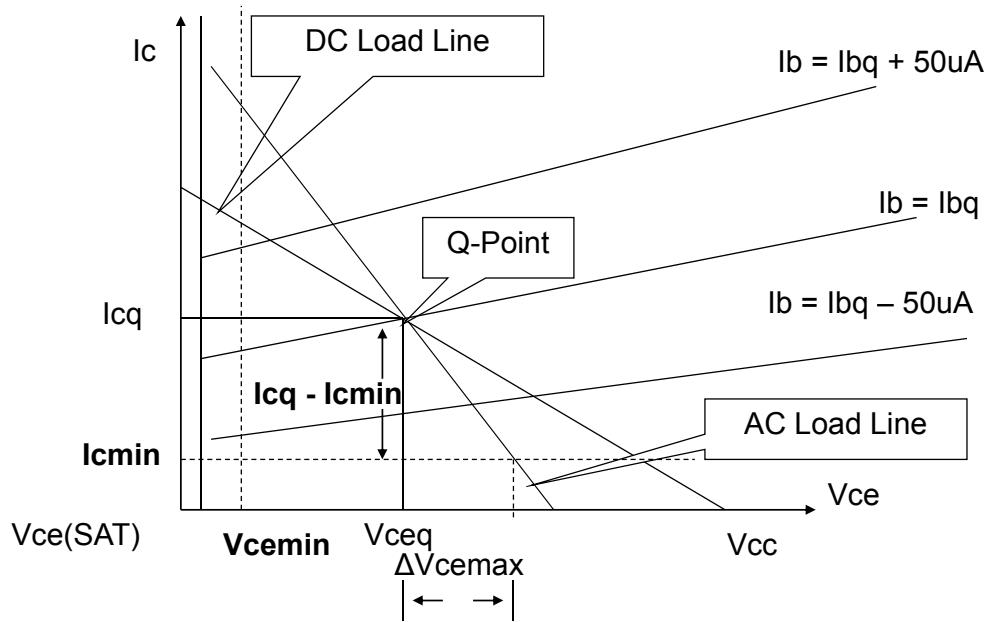 Ic
DC Load Line
Ib = Ibq + 50uA
Ib = Ibq
Q-Point
Ib = Ibq – 50uA
Icq
Icq - Icmin
AC Load Line
Icmin
Vce
Vce(SAT)
Vcemin
Vceq
Vcc
ΔVcemax